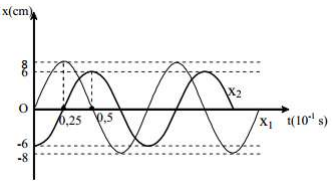 x(cm)
8
6
O
0,25
0,5
x₂
x₁
t(10⁻¹ s)
-6
-8